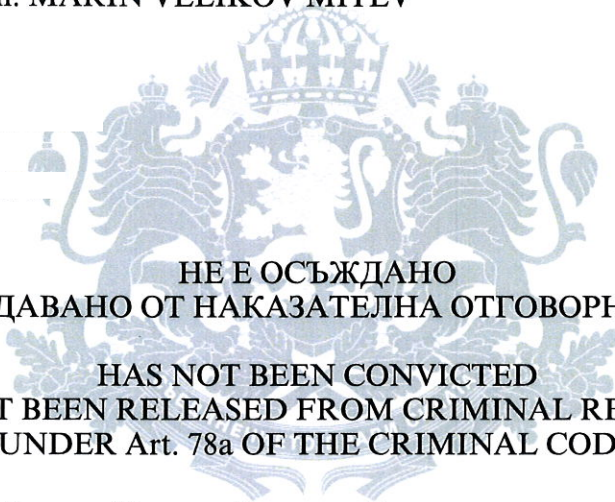 MARIN VELIKOV MITEV
НЕ Е ОСЪЖДАНО
ДАВАНО ОТ НАКАЗАТЕЛНА ОТГОВОРН
HAS NOT BEEN CONVICTED
T BEEN RELEASED FROM CRIMINAL RE
UNDER Art. 78a OF THE CRIMINAL COD